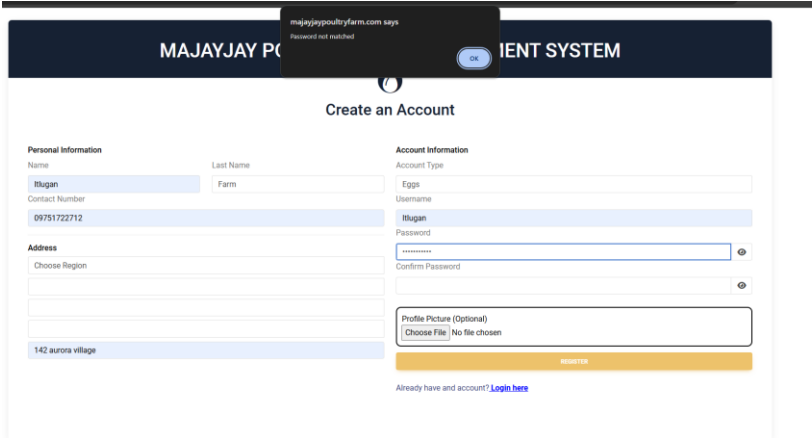 majayjaypoultryfarm.com says
Password not matched
OK
MAJAYJAY PO
MENT SYSTEM
Create an Account
Personal Information
Name
Last Name
Itlugan
Farm
Contact Number
09751722712
Address
Choose Region
142 aurora village
Account Information
Account Type
Eggs
Username
Itlugan
Password
Confirm Password
Profile Picture (Optional)
Choose File No file chosen
REGISTER
Already have and account? Login here